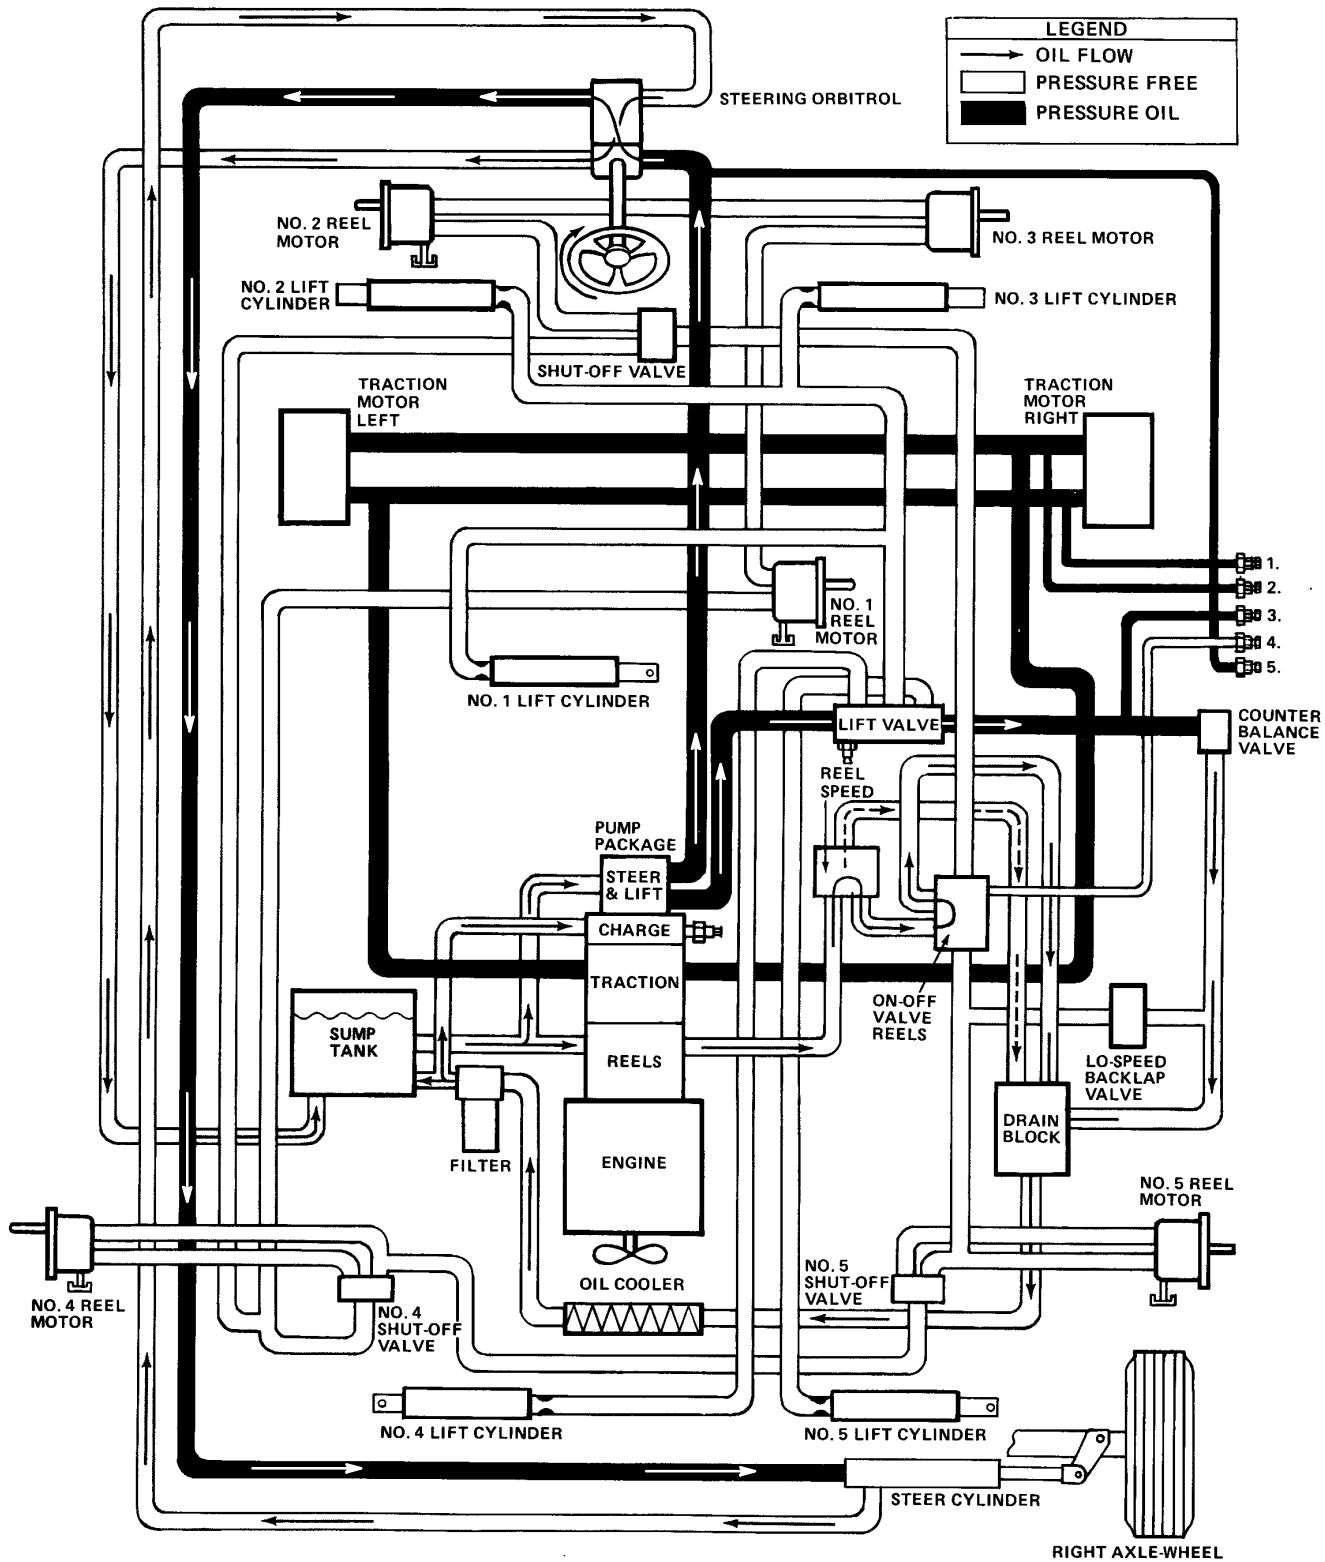 LEGEND
OIL FLOW
PRESSURE FREE
PRESSURE OIL
STEERING ORBITROL
NO. 2 REEL
MOTOR
NO. 3 REEL MOTOR
NO. 2 LIFT
CYLINDER
NO. 3 LIFT CYLINDER
SHUT-OFF VALVE
TRACTION
MOTOR
LEFT
TRACTION
MOTOR
RIGHT
1.
2.
3.
4.
5.
NO. 1
REEL
MOTOR
NO. 1 LIFT CYLINDER
LIFT VALVE
COUNTER
BALANCE
VALVE
REEL
SPEED
PUMP
PACKAGE
STEER
& LIFT
CHARGE
TRACTION
REELS
ON-OFF
VALVE
REELS
SUMP
TANK
LO-SPEED
BACKLAP
VALVE
DRAIN
BLOCK
FILTER
ENGINE
NO. 5 REEL
MOTOR
OIL COOLER
NO. 5
SHUT-OFF
VALVE
NO. 4 REEL
MOTOR
NO. 4
SHUT-OFF
VALVE
NO. 4 LIFT CYLINDER
NO. 5 LIFT CYLINDER
STEER CYLINDER
RIGHT AXLE-WHEEL